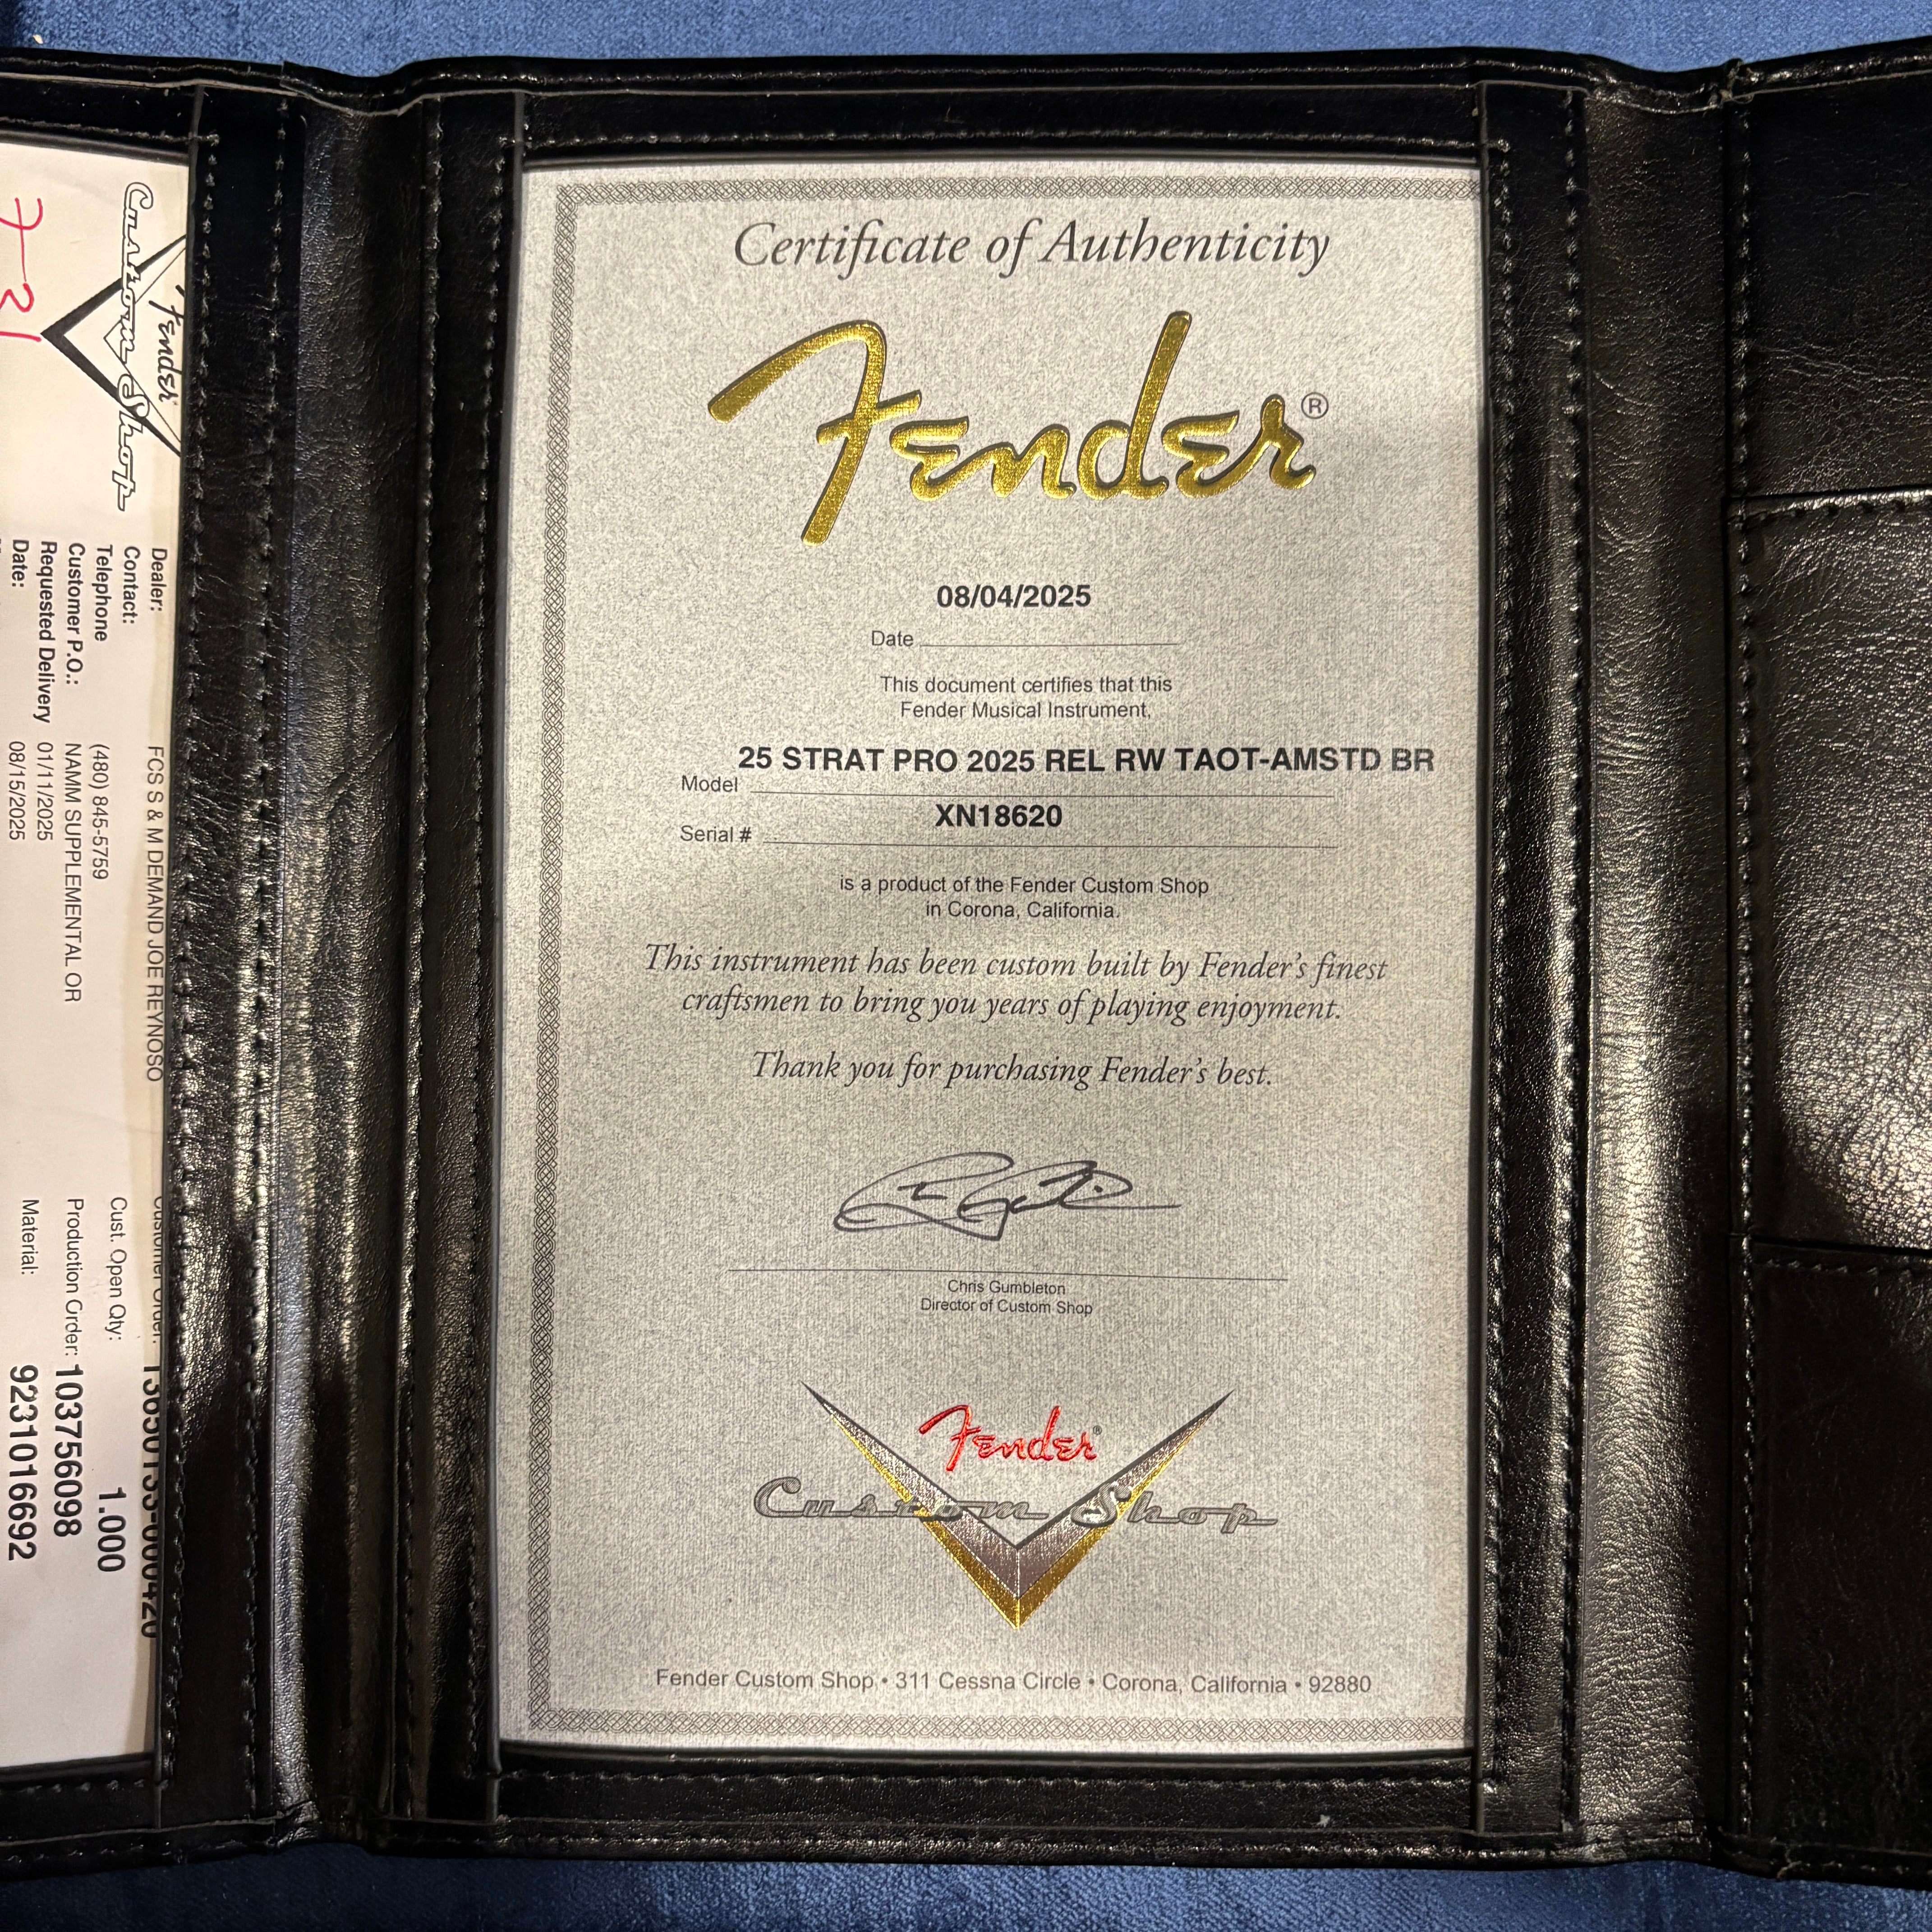 7-21
Fender
Custom Shop
Dealer: FCS S & M DEMAND JOE REYNOSO
Contact:
Telephone (480) 845-5759
Customer P.O.: NAMM SUPPLEMENTAL OR
Requested Delivery 01/11/2025
Date: 08/15/2025
Customer Order:
Cust. Open Qty: 1.000
Production Order: 103756098
Material: 9231016692
Certificate of Authenticity
Fender®
08/04/2025
Date
This document certifies that this
Fender Musical Instrument,
25 STRAT PRO 2025 REL RW TAOT-AMSTD BR
Model
XN18620
Serial #
is a product of the Fender Custom Shop
in Corona, California.
This instrument has been custom built by Fender's finest
craftsmen to bring you years of playing enjoyment.
Thank you for purchasing Fender's best.
Chris Gumbleton
Director of Custom Shop
Fender®
Custom Shop
Fender Custom Shop • 311 Cessna Circle • Corona, California • 92880